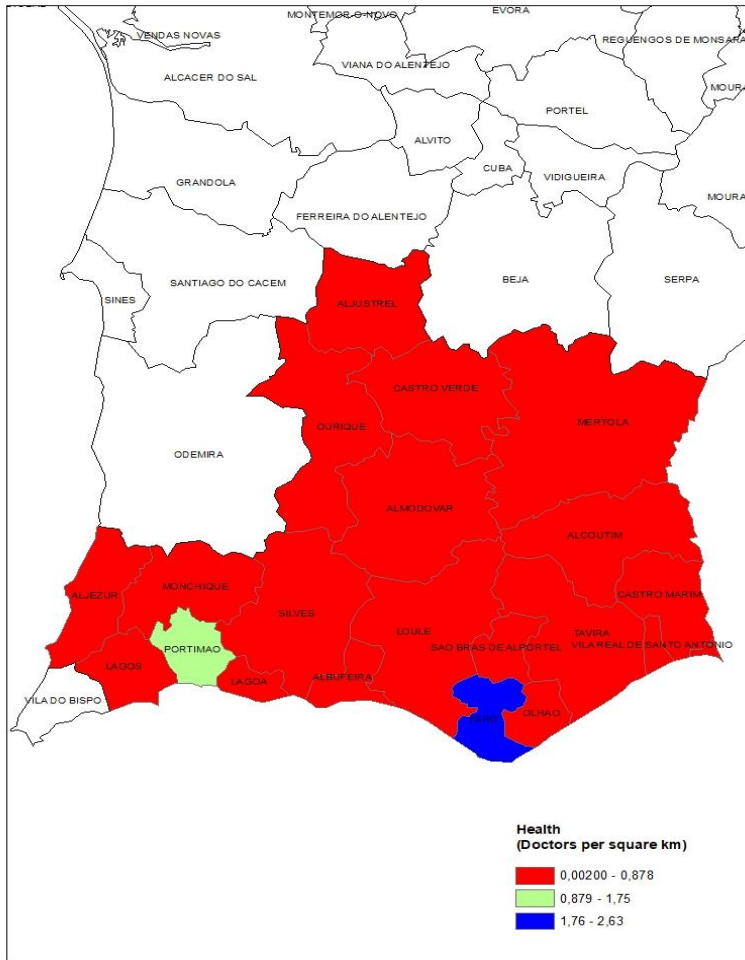 MONTEMOR-O-NOVO
EVORA
VENDAS NOVAS
REGUENGOS DE MONSARA
VIANA DO ALENTEJO
ALCACER DO SAL
MOURA
PORTEL
ALVITO
CUBA
VIDIGUEIRA
GRANDOLA
MOURA
FERREIRA DO ALENTEJO
BEJA
SERPA
SANTIAGO DO CACEM
SINES
ALJUSTREL
CASTRO VERDE
MERTOLA
OURIQUE
ODEMIRA
ALMODOVAR
ALCOUTIM
MONCHIQUE
ALJEZUR
CASTRO MARIM
SILVES
LOULE
TAVIRA
SAO BRAS DE ALPORTEL
VILA REAL DE SANTO ANTONIO
PORTIMAO
LAGOS
LAGOA
ALBUFEIRA
VILA DO BISPO
FARO
OLHAO
Health
(Doctors per square km)
0,00200 - 0,878
0,879 - 1,75
1,76 - 2,63